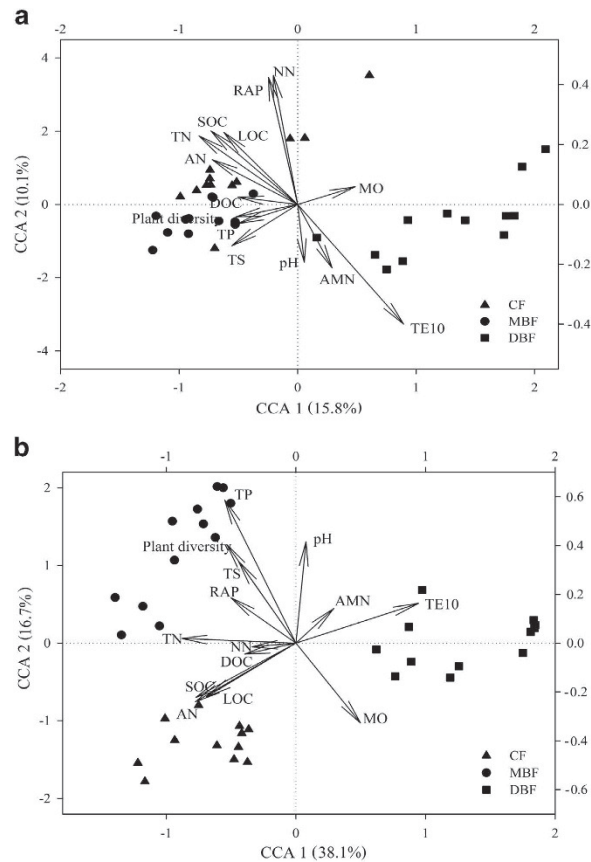 a
-2 -1 0 1 2
4 NN 0.4
RAP
SOC
2 TN LOC 0.2
AN
MO
DOC
0 0.0
Plant diversity
TP
TS
pH
-2 AMN -0.2
CF
TE10 MBF -0.4
-4 DBF
-2 -1 0 1 2
CCA 2 (10.1%)
CCA 1 (15.8%)
b
-1 0 1 2
2 TP 0.6
pH
Plant diversity 0.4
1 TS
RAP AMN TE10 0.2
TN NN
0 0.0
DOC
SOC
LOC -0.2
AN
-1 MO
-0.4
CF
MBF
-2 DBF -0.6
-1 0 1 2
CCA 2 (16.7%)
CCA 1 (38.1%)